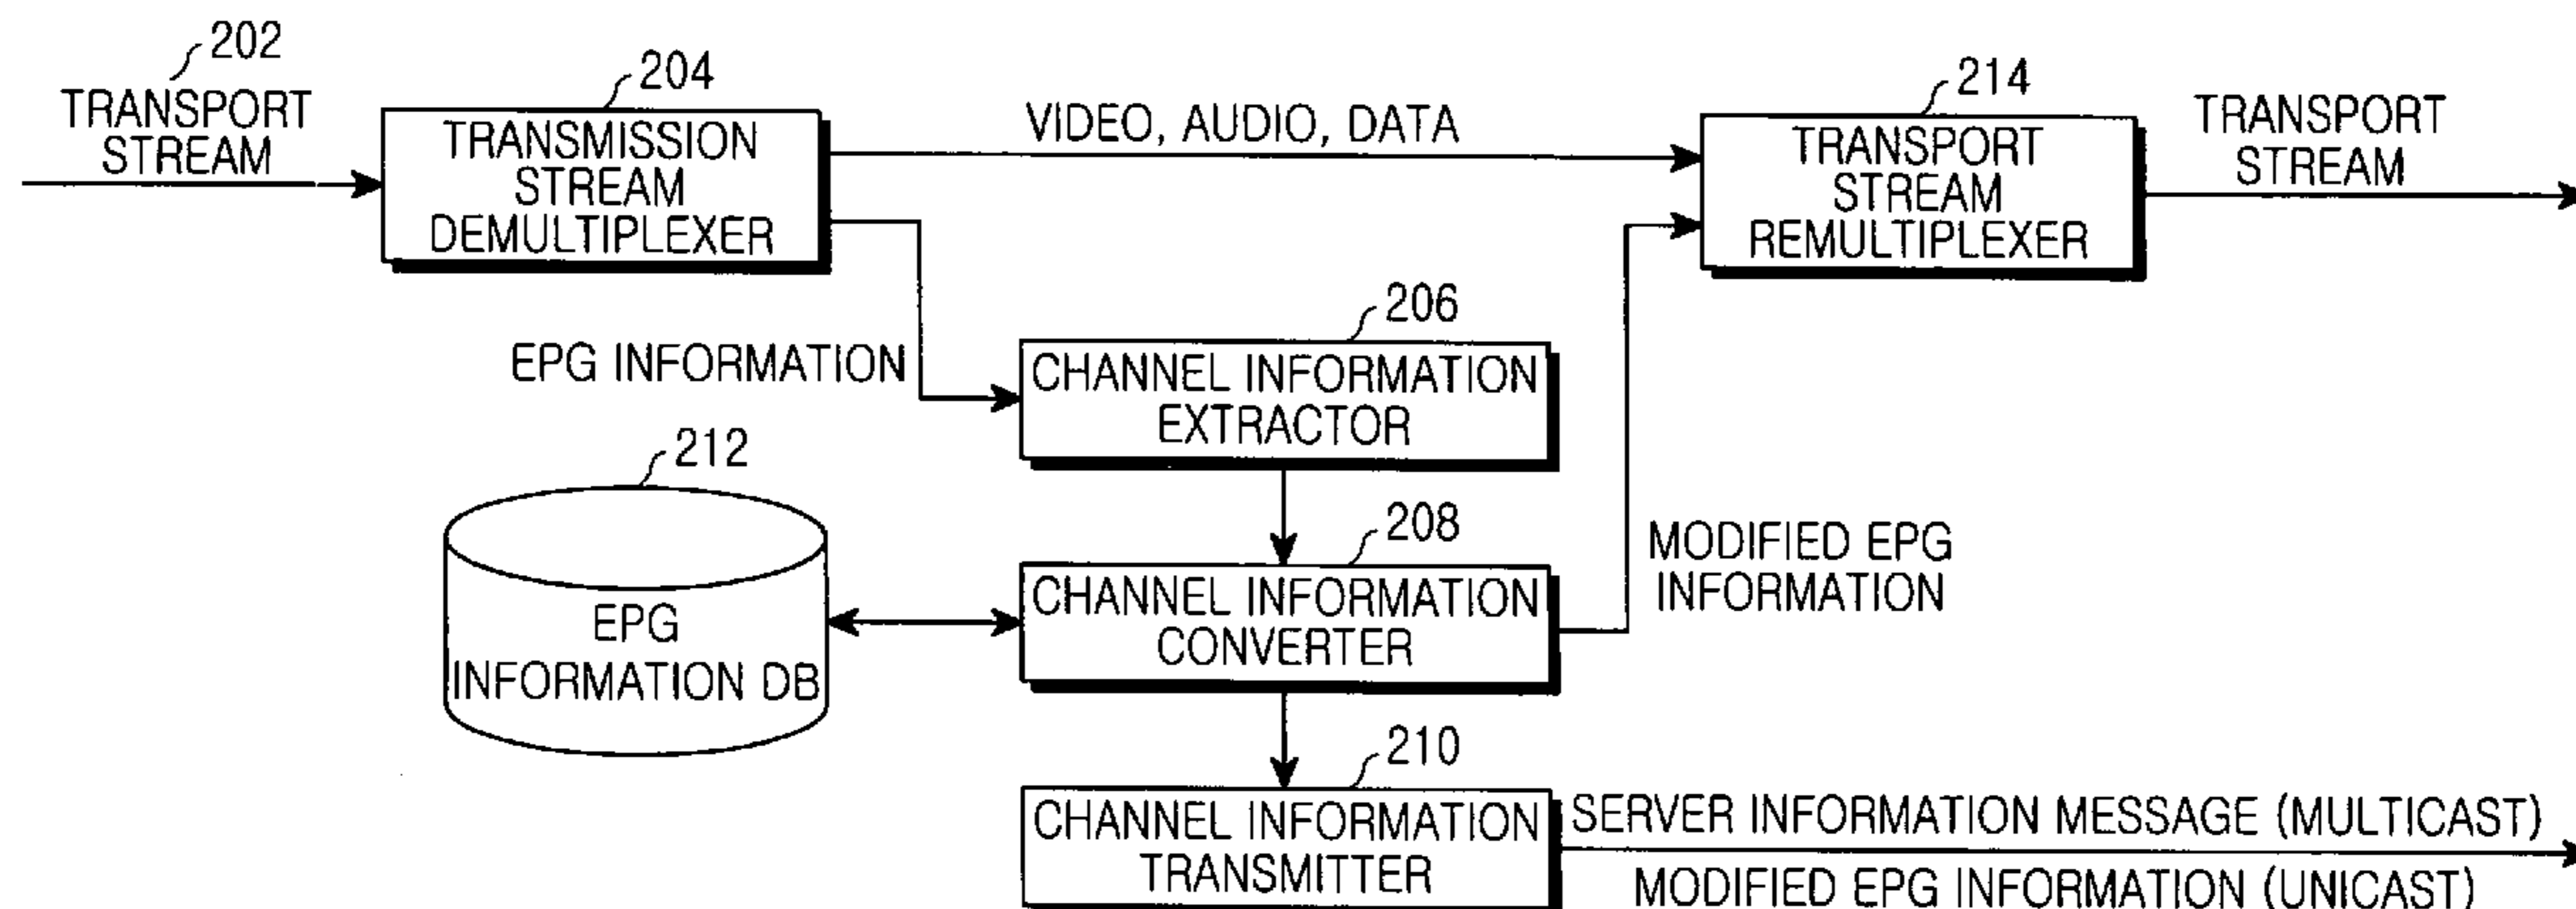 202
TRANSPORT
STREAM
204
TRANSMISSION
STREAM
DEMULTIPLEXER
VIDEO, AUDIO, DATA
214
TRANSPORT
STREAM
REMULTIPLEXER
TRANSPORT
STREAM
EPG INFORMATION
206
CHANNEL INFORMATION
EXTRACTOR
212
EPG
INFORMATION DB
208
CHANNEL INFORMATION
CONVERTER
MODIFIED EPG
INFORMATION
210
CHANNEL INFORMATION
TRANSMITTER
SERVER INFORMATION MESSAGE (MULTICAST)
MODIFIED EPG INFORMATION (UNICAST)